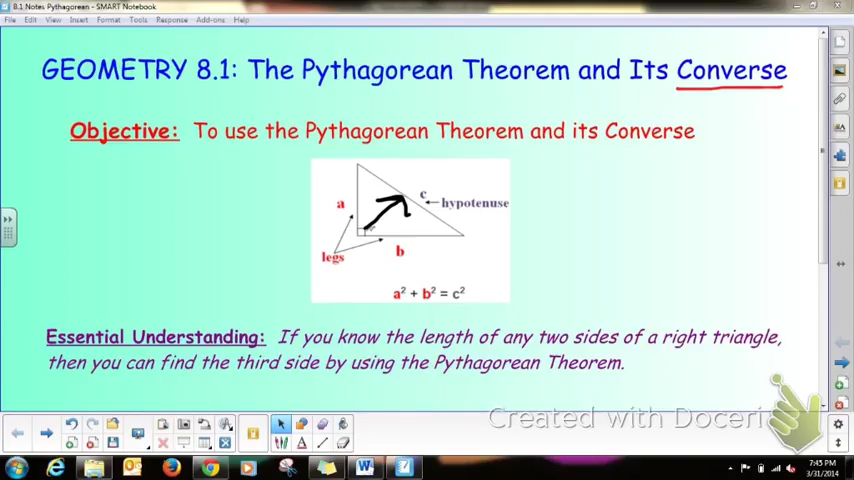 8.1 Notes Pythagorean - SMART Notebook
File Edit View Insert Format Tools Response Add-ons Help
GEOMETRY 8.1: The Pythagorean Theorem and Its Converse
Objective: To use the Pythagorean Theorem and its Converse
a
c
hypotenuse
legs
b
a² + b² = c²
Essential Understanding: If you know the length of any two sides of a right triangle,
then you can find the third side by using the Pythagorean Theorem.
Created with Doceri
7:45 PM
3/31/2014